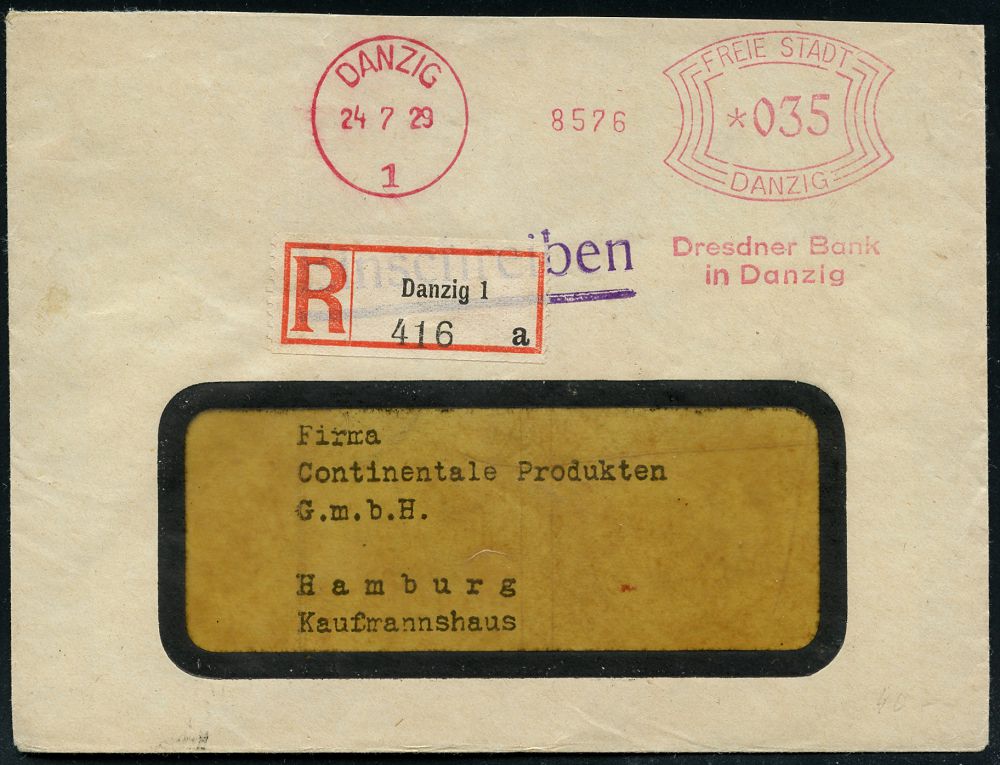 DANZIG
24 7 29
1
8576
FREIE STADT
*035
DANZIG
Einschreiben
Dresdner Bank
in Danzig
R
Danzig 1
416 a
Firma
Continentale Produkten
G.m.b.H.
Hamburg
Kaufmannshaus